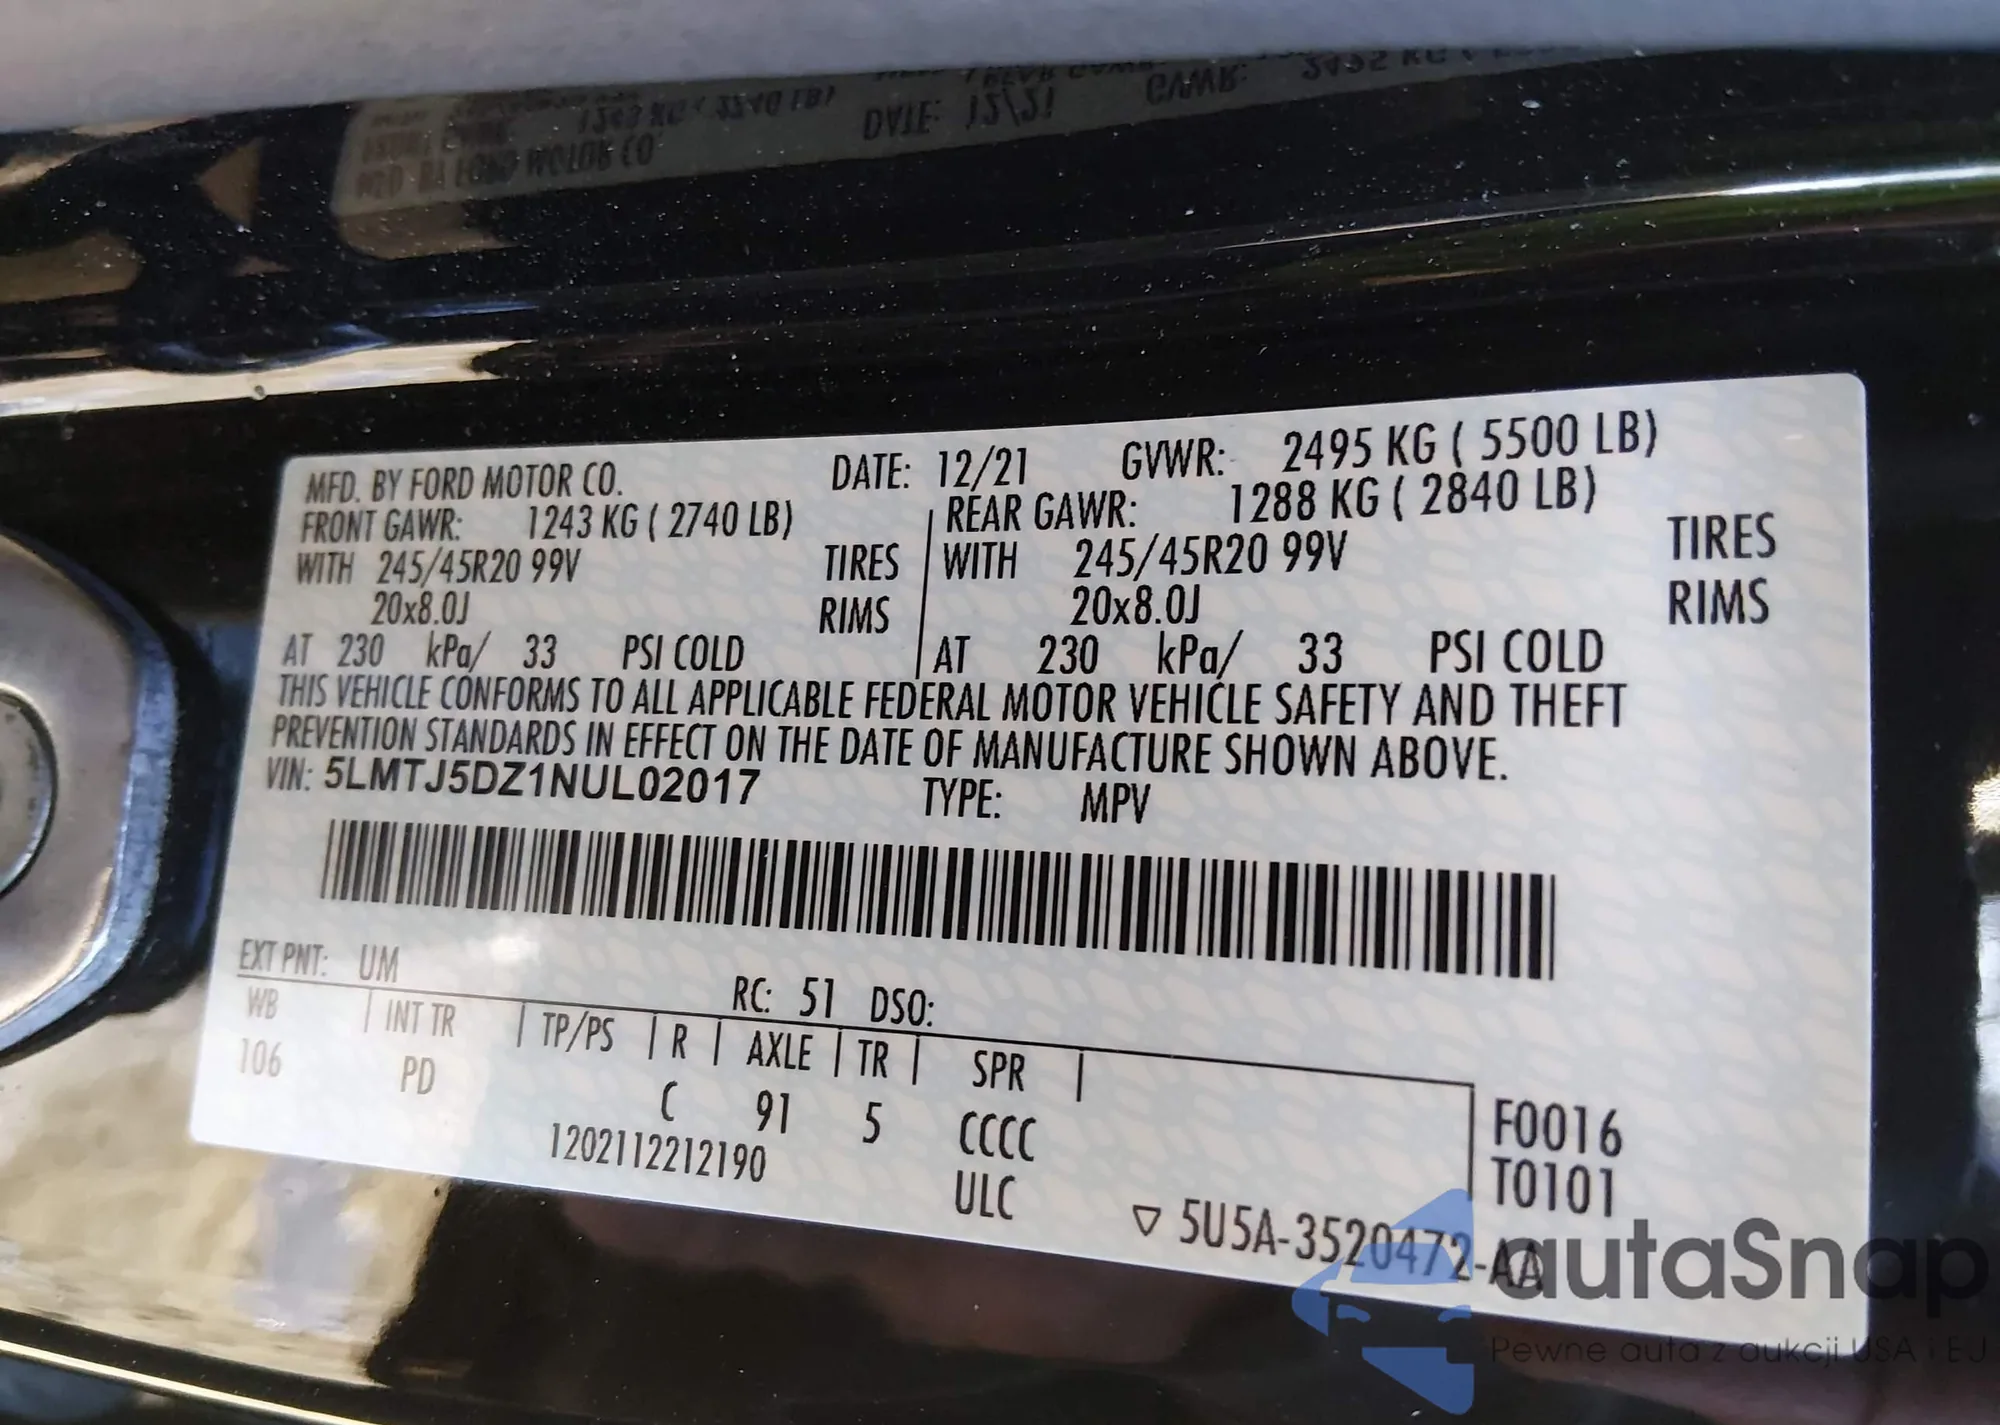 MFD. BY FORD MOTOR CO. DATE: 12/21 GVWR: 2495 KG ( 5500 LB)
FRONT GAWR: 1243 KG ( 2740 LB) REAR GAWR: 1288 KG ( 2840 LB)
WITH 245/45R20 99V TIRES WITH 245/45R20 99V TIRES
20x8.0J RIMS 20x8.0J RIMS
AT 230 kPa/ 33 PSI COLD AT 230 kPa/ 33 PSI COLD
THIS VEHICLE CONFORMS TO ALL APPLICABLE FEDERAL MOTOR VEHICLE SAFETY AND THEFT
PREVENTION STANDARDS IN EFFECT ON THE DATE OF MANUFACTURE SHOWN ABOVE.
VIN: 5LMTJ5DZ1NUL02017 TYPE: MPV
EXT PNT: UM RC: 51 DSO:
WB | INT TR | TP/PS | R | AXLE | TR | SPR |
106 PD C 91 5 CCCC F0016
1202112212190 ULC T0101
▽ 5U5A-3520472-AA
autaSnap
Pewne auta z aukcji USA i EU